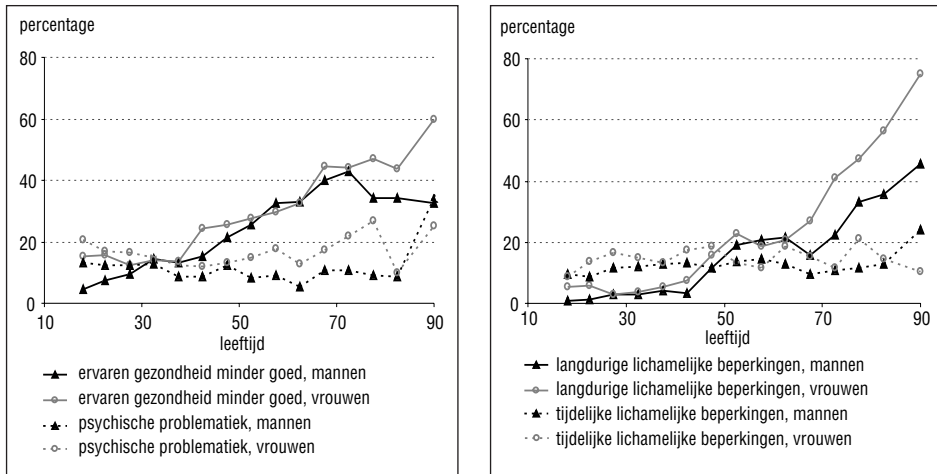 percentage
80
60
40
20
0
10
30
50
70
90
leeftijd
ervaren gezondheid minder goed, mannen
ervaren gezondheid minder goed, vrouwen
psychische problematiek, mannen
psychische problematiek, vrouwen
percentage
80
60
40
20
0
10
30
50
70
90
leeftijd
langdurige lichamelijke beperkingen, mannen
langdurige lichamelijke beperkingen, vrouwen
tijdelijke lichamelijke beperkingen, mannen
tijdelijke lichamelijke beperkingen, vrouwen